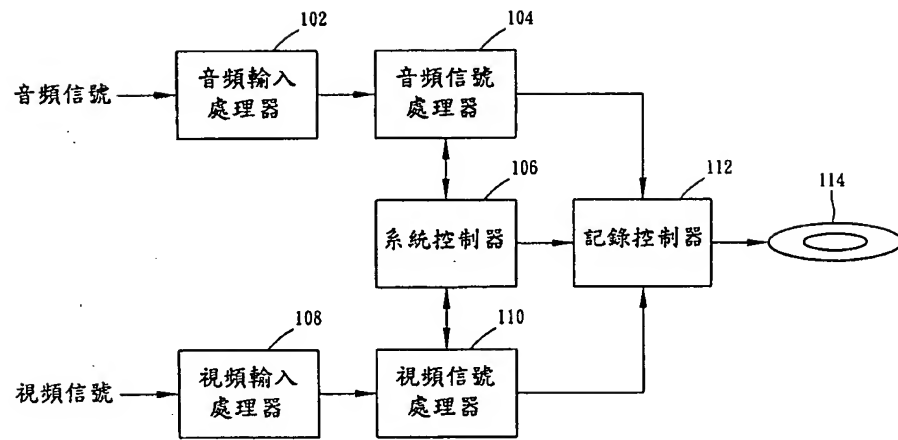 102
104
音頻信號
音頻輸入
處理器
音頻信號
處理器
106
112
114
系統控制器
記錄控制器
108
110
視頻信號
視頻輸入
處理器
視頻信號
處理器